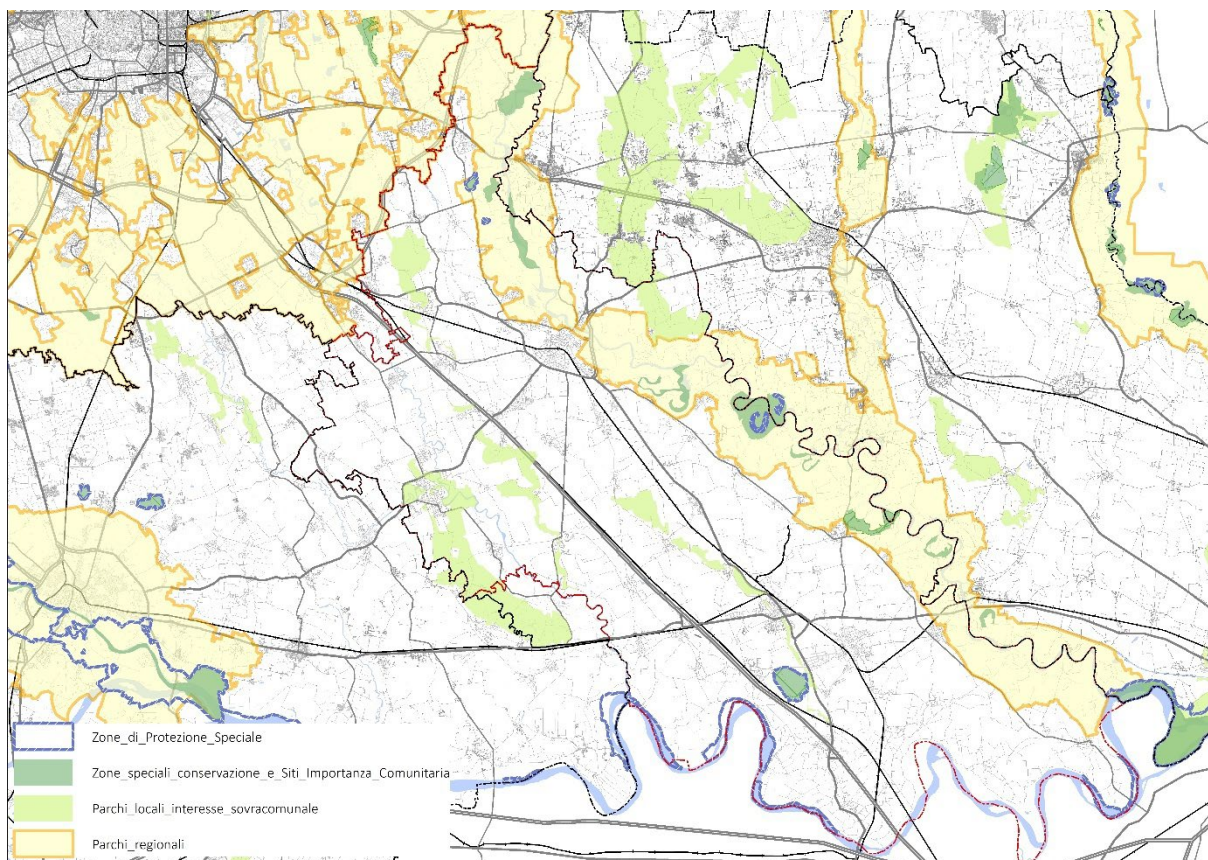 Zone_di_Protezione_Speciale
Zone_speciali_conservazione_e_Siti_Importanza_Comunitaria
Parchi_locali_interesse_sovracomunale
Parchi_regionali